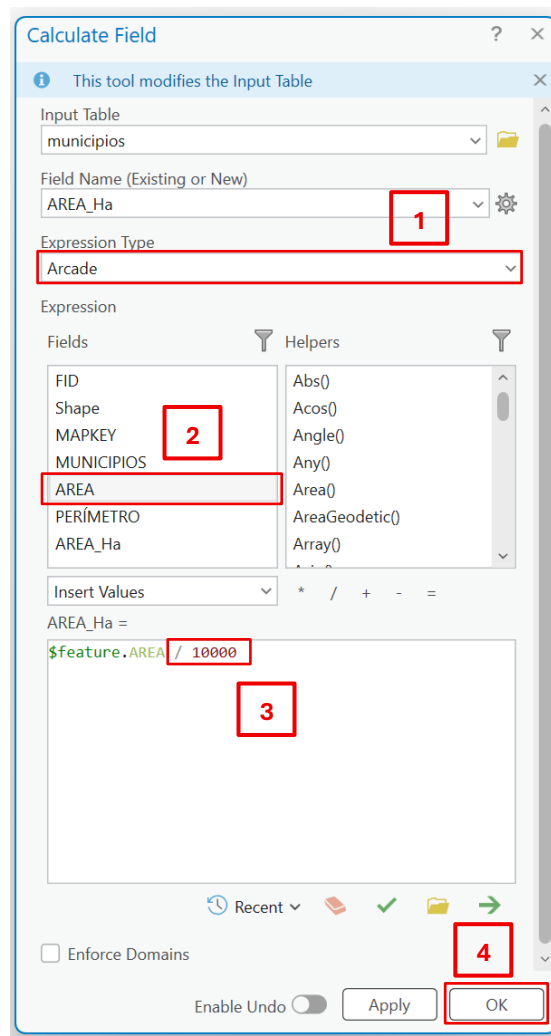 Calculate Field ? ×
This tool modifies the Input Table ×
Input Table
municipios
Field Name (Existing or New)
AREA_Ha
1
Expression Type
Arcade
Expression
Fields Helpers
FID Abs()
Shape Acos()
MAPKEY Angle()
2
MUNICIPIOS Any()
AREA Area()
PERÍMETRO AreaGeodetic()
AREA_Ha Array()
Insert Values * / + - =
AREA_Ha =
$feature.AREA / 10000
3
Recent
Enforce Domains
4
Enable Undo Apply OK